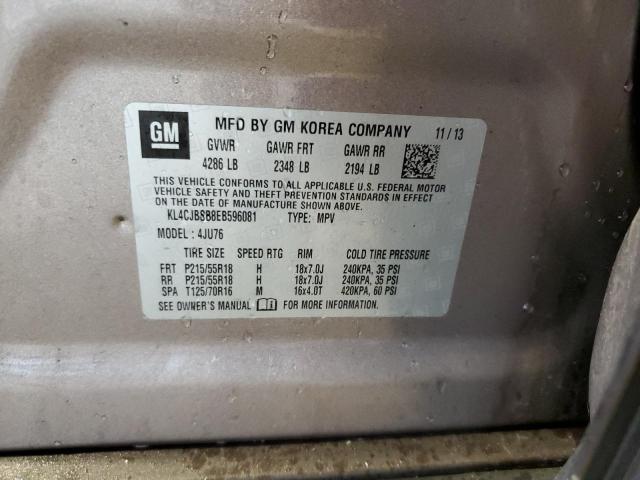 GM MFD BY GM KOREA COMPANY 11/13
GVWR GAWR FRT GAWR RR
4286 LB 2348 LB 2194 LB
THIS VEHICLE CONFORMS TO ALL APPLICABLE U.S. FEDERAL MOTOR
VEHICLE SAFETY AND THEFT PREVENTION STANDARDS IN EFFECT
ON THE DATE OF MANUFACTURE SHOWN ABOVE.
KL4CJBSB8EB596081 TYPE: MPV
MODEL: 4JU76
TIRE SIZE SPEED RTG RIM COLD TIRE PRESSURE
FRT P215/55R18 H 18x7.0J 240KPA, 35 PSI
RR P215/55R18 H 18x7.0J 240KPA, 35 PSI
SPA T125/70R16 M 16x4.0T 420KPA, 60 PSI
SEE OWNER'S MANUAL FOR MORE INFORMATION.